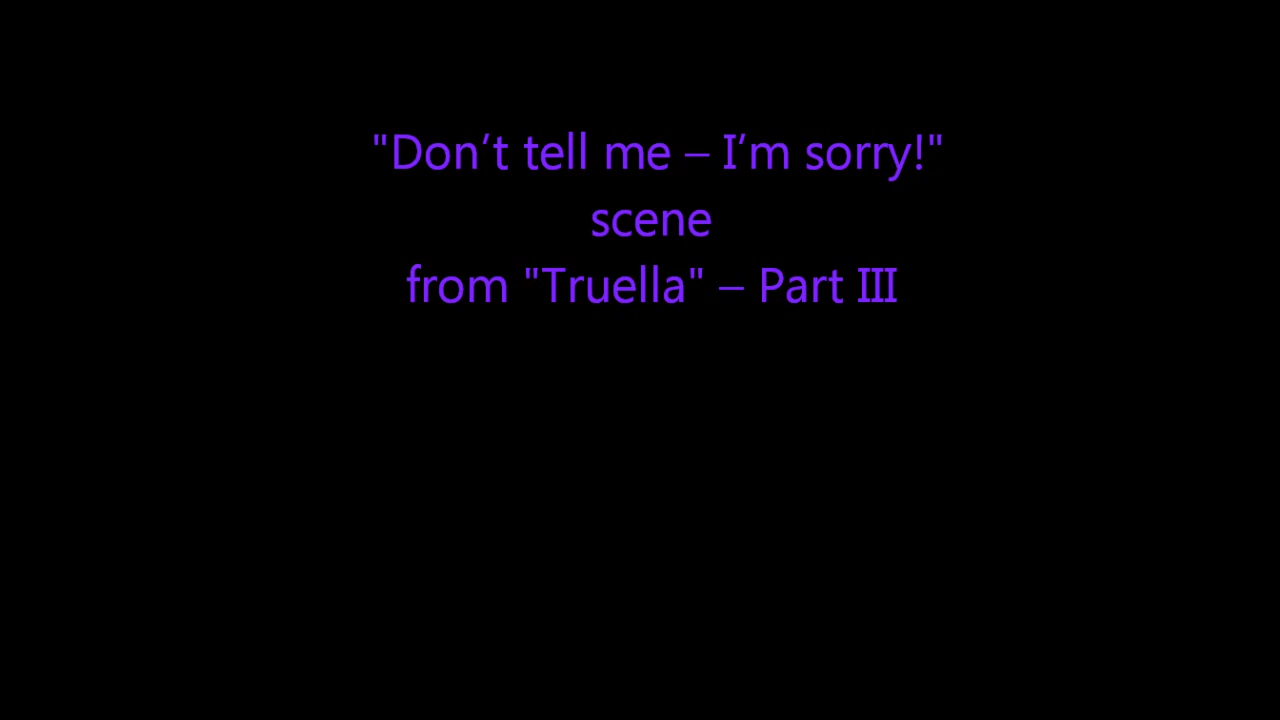 "Don’t tell me – I’m sorry!"
scene
from "Truella" – Part III